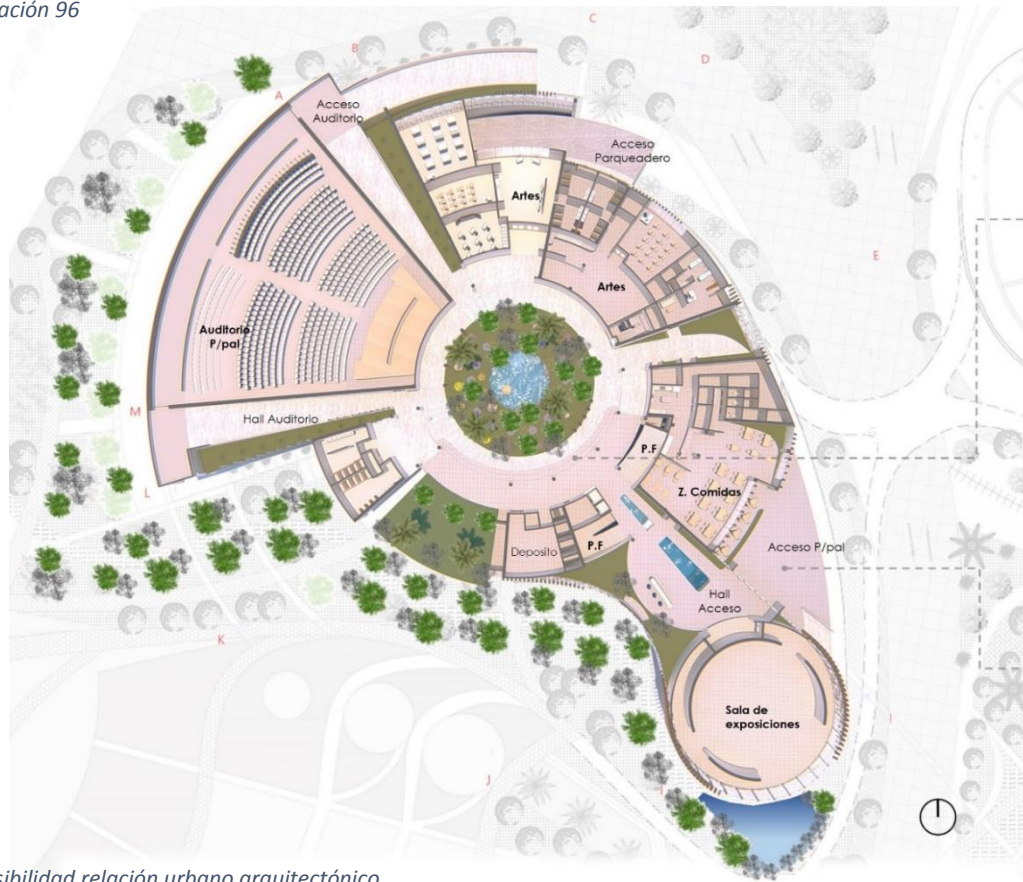 ación 96
C
B
D
A
Acceso
Auditorio
Acceso
Parqueadero
Artes
E
Artes
Auditorio
P/pal
M
Hall Auditorio
P.F
L
Z. Comidas
Deposito
P.F
Acceso P/pal
Hall
Acceso
K
Sala de
exposiciones
I
J
I
sibilidad relación urbano arquitectónico